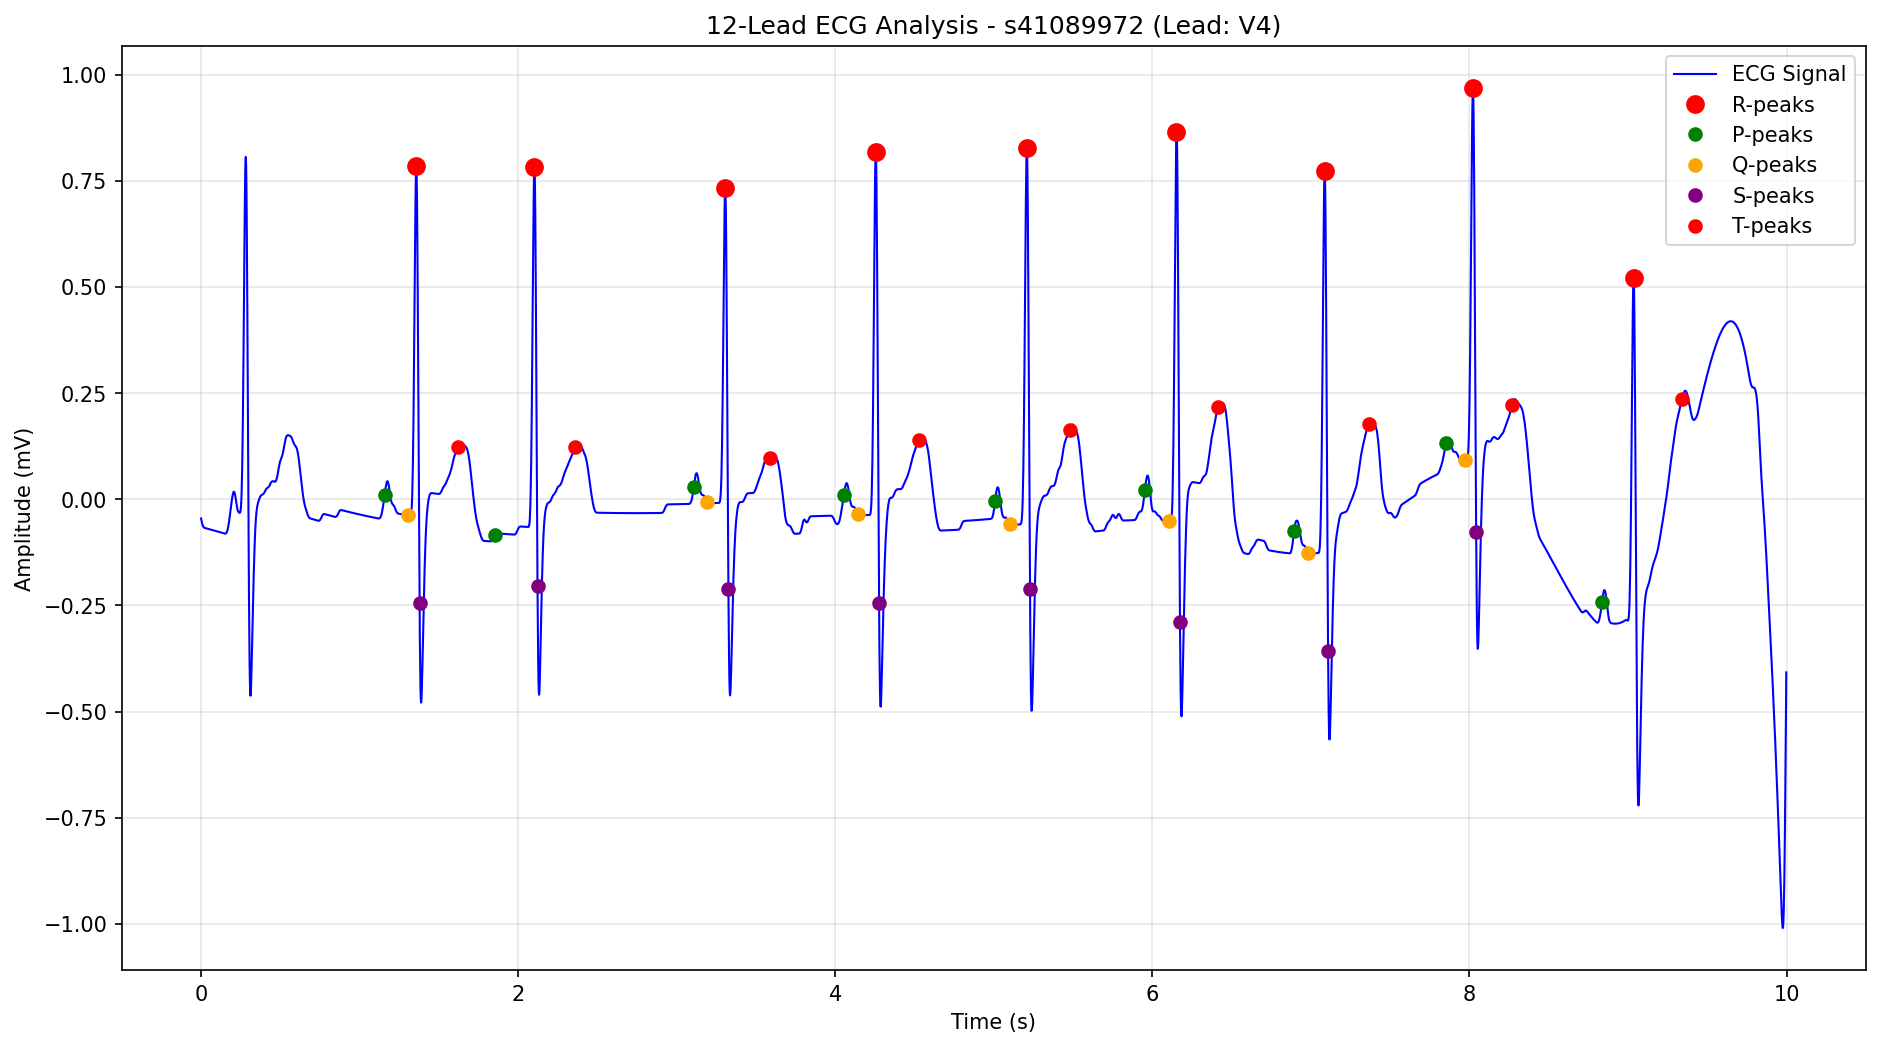 12-Lead ECG Analysis - s41089972 (Lead: V4)
ECG Signal
R-peaks
P-peaks
Q-peaks
S-peaks
T-peaks
Amplitude (mV)
1.00
0.75
0.50
0.25
0.00
−0.25
−0.50
−0.75
−1.00
0 2 4 6 8 10
Time (s)